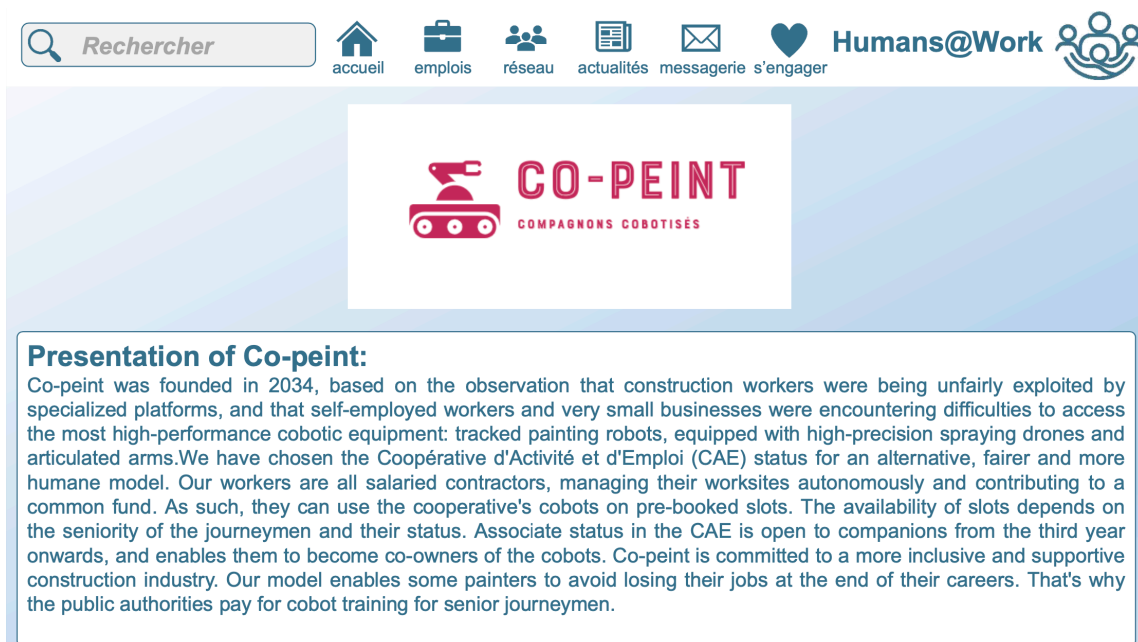 Rechercher
accueil
emplois
réseau
actualités
messagerie
s'engager
Humans@Work
CO-PEINT
COMPAGNONS COBOTISÉS
Presentation of Co-peint:
Co-peint was founded in 2034, based on the observation that construction workers were being unfairly exploited by
specialized platforms, and that self-employed workers and very small businesses were encountering difficulties to access
the most high-performance cobotic equipment: tracked painting robots, equipped with high-precision spraying drones and
articulated arms.We have chosen the Coopérative d'Activité et d'Emploi (CAE) status for an alternative, fairer and more
humane model. Our workers are all salaried contractors, managing their worksites autonomously and contributing to a
common fund. As such, they can use the cooperative's cobots on pre-booked slots. The availability of slots depends on
the seniority of the journeymen and their status. Associate status in the CAE is open to companions from the third year
onwards, and enables them to become co-owners of the cobots. Co-peint is committed to a more inclusive and supportive
construction industry. Our model enables some painters to avoid losing their jobs at the end of their careers. That's why
the public authorities pay for cobot training for senior journeymen.